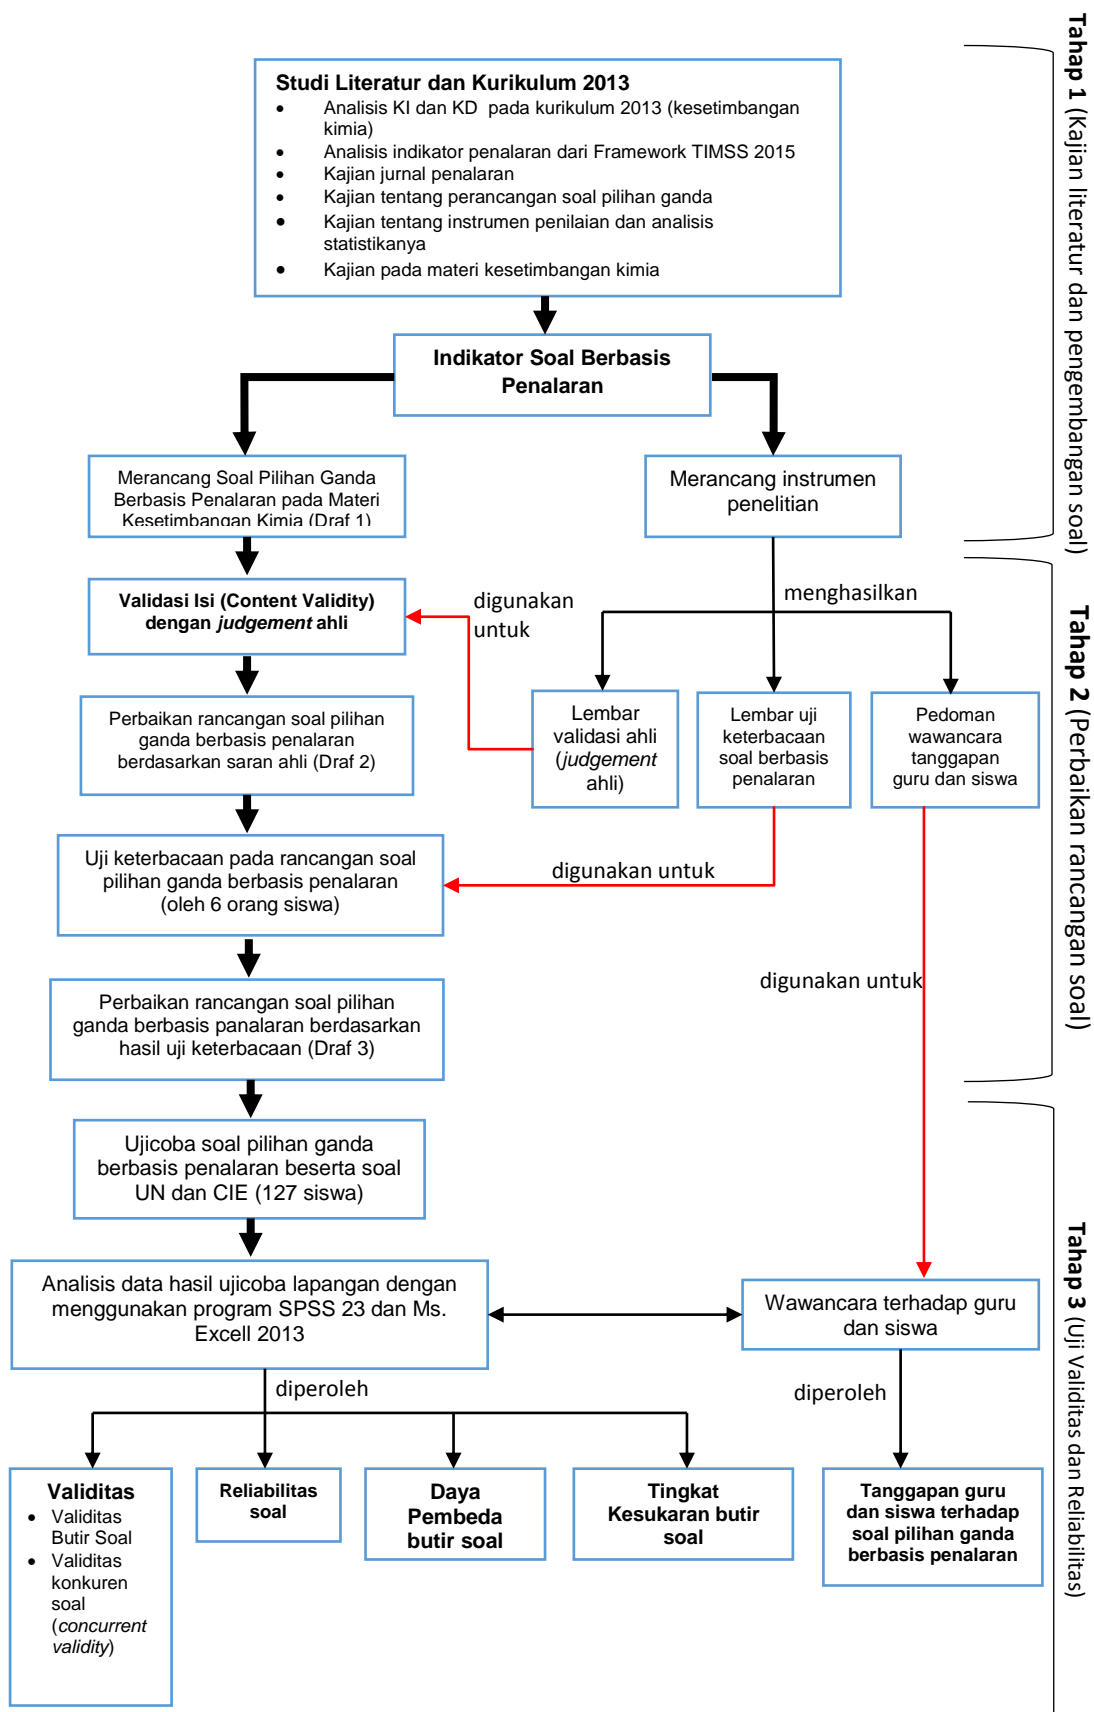 Tahap 1 (Kajian literatur dan pengembangan soal)
Studi Literatur dan Kurikulum 2013
• Analisis KI dan KD pada kurikulum 2013 (kesetimbangan
kimia)
• Analisis indikator penalaran dari Framework TIMSS 2015
• Kajian jurnal penalaran
• Kajian tentang perancangan soal pilihan ganda
• Kajian tentang instrumen penilaian dan analisis
statistikanya
• Kajian pada materi kesetimbangan kimia
Indikator Soal Berbasis
Penalaran
Merancang Soal Pilihan Ganda
Berbasis Penalaran pada Materi
Kesetimbangan Kimia (Draf 1)
Merancang instrumen
penelitian
Tahap 2 (Perbaikan rancangan soal)
Validasi Isi (Content Validity)
dengan judgement ahli
digunakan
untuk
menghasilkan
Perbaikan rancangan soal pilihan
ganda berbasis penalaran
berdasarkan saran ahli (Draf 2)
Lembar
validasi ahli
(judgement
ahli)
Lembar uji
keterbacaan
soal berbasis
penalaran
Pedoman
wawancara
tanggapan
guru dan siswa
Uji keterbacaan pada rancangan soal
pilihan ganda berbasis penalaran
(oleh 6 orang siswa)
digunakan untuk
digunakan untuk
Perbaikan rancangan soal pilihan
ganda berbasis panalaran berdasarkan
hasil uji keterbacaan (Draf 3)
Tahap 3 (Uji Validitas dan Reliabilitas)
Ujicoba soal pilihan ganda
berbasis penalaran beserta soal
UN dan CIE (127 siswa)
Analisis data hasil ujicoba lapangan dengan
menggunakan program SPSS 23 dan Ms.
Excell 2013
Wawancara terhadap guru
dan siswa
diperoleh
diperoleh
Validitas
• Validitas
Butir Soal
• Validitas
konkuren
soal
(concurrent
validity)
Reliabilitas
soal
Daya
Pembeda
butir soal
Tingkat
Kesukaran butir
soal
Tanggapan guru
dan siswa terhadap
soal pilihan ganda
berbasis penalaran